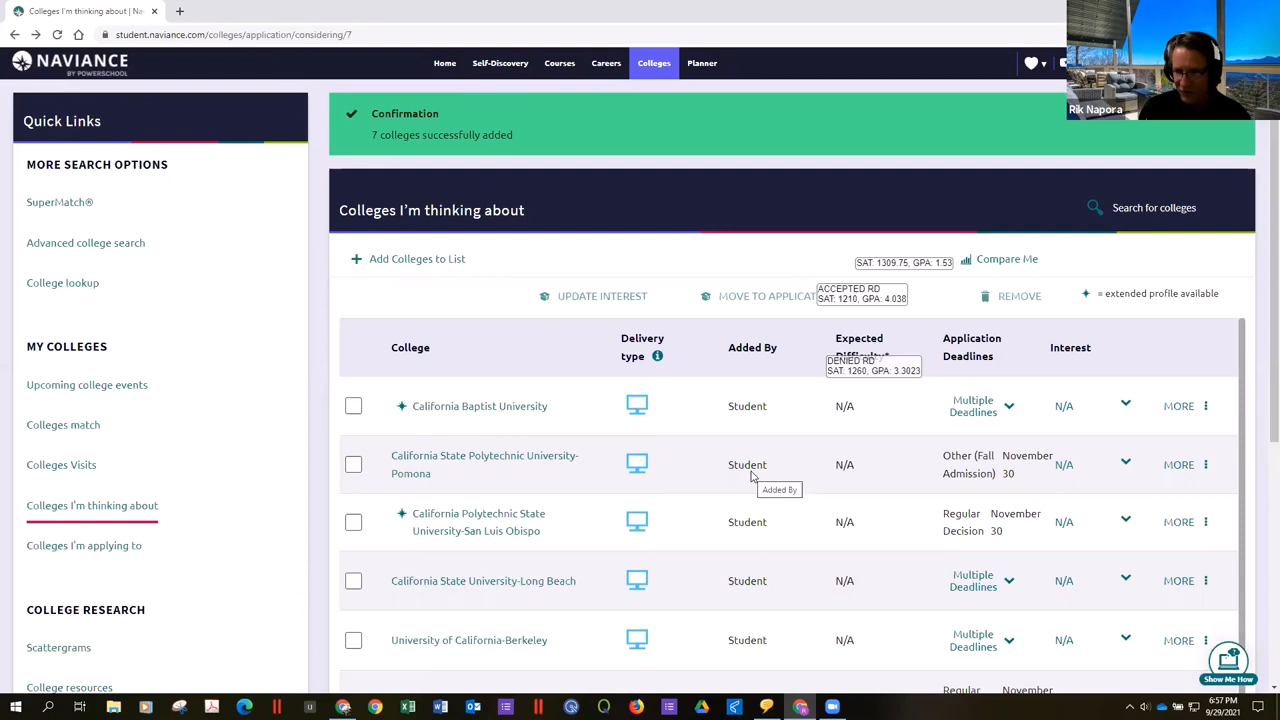 Colleges I'm thinking about | Nav
student.naviance.com/colleges/application/considering/7
Rik Napora
NAVIANCE
BY POWERSCHOOL
Home
Self-Discovery
Courses
Careers
Colleges
Planner
Quick Links
MORE SEARCH OPTIONS
SuperMatch®
Advanced college search
College lookup
MY COLLEGES
Upcoming college events
Colleges match
Colleges Visits
Colleges I'm thinking about
Colleges I'm applying to
COLLEGE RESEARCH
Scattergrams
College resources
Confirmation
7 colleges successfully added
Colleges I'm thinking about
Search for colleges
+ Add Colleges to List
SAT: 1309.75, GPA: 1.53
Compare Me
UPDATE INTEREST
MOVE TO APPLICAT
ACCEPTED RD
SAT: 1210, GPA: 4.038
REMOVE
= extended profile available
College
Delivery
type
Added By
Expected
Difficulty*
DENIED RD
SAT: 1260, GPA: 3.3023
Application
Deadlines
Interest
California Baptist University
Student
N/A
Multiple
Deadlines
N/A
MORE
California State Polytechnic University-
Pomona
Student
Added By
N/A
Other (Fall November
Admission) 30
N/A
MORE
California Polytechnic State
University-San Luis Obispo
Student
N/A
Regular November
Decision 30
N/A
MORE
California State University-Long Beach
Student
N/A
Multiple
Deadlines
N/A
MORE
University of California-Berkeley
Student
N/A
Multiple
Deadlines
N/A
MORE
Regular
Show Me How
6:57 PM
9/29/2021